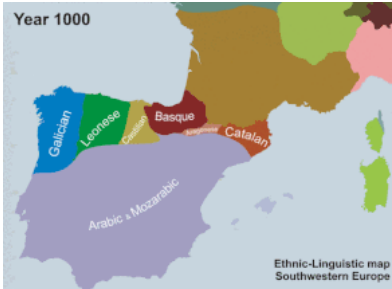 Year 1000
Galician
Leonese
Castilian
Basque
Aragonese
Catalan
Arabic & Mozarabic
Ethnic-Linguistic map
Southwestern Europe